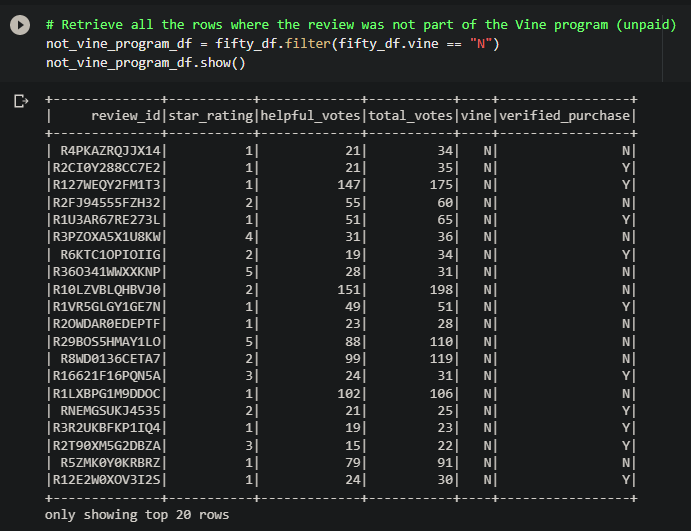 # Retrieve all the rows where the review was not part of the Vine program (unpaid)
not_vine_program_df = fifty_df.filter(fifty_df.vine == "N")
not_vine_program_df.show()
+--------------+-----------+-------------+-----------+----+-----------------+
|     review_id|star_rating|helpful_votes|total_votes|vine|verified_purchase|
+--------------+-----------+-------------+-----------+----+-----------------+
| R4PKAZRQJJX14|          1|           21|         34|   N|                N|
|R2CI0Y288CC7E2|          1|           21|         35|   N|                Y|
|R127WEQY2FM1T3|          1|          147|        175|   N|                Y|
|R2FJ94555FZH32|          2|           55|         60|   N|                N|
|R1U3AR67RE273L|          1|           51|         65|   N|                Y|
|R3PZOXA5X1U8KW|          4|           31|         36|   N|                N|
| R6KTC1OPIOIIG|          2|           19|         34|   N|                Y|
|R36O341WWXXKNP|          5|           28|         31|   N|                N|
|R10LZVBLQHBVJ0|          2|          151|        198|   N|                N|
|R1VR5GLGY1GE7N|          1|           49|         51|   N|                Y|
|R2OWDAR0EDEPTF|          1|           23|         28|   N|                N|
|R29BOS5HMAY1LO|          5|           88|        110|   N|                N|
| R8WD0136CETA7|          2|           99|        119|   N|                N|
|R16621F16PQN5A|          3|           24|         31|   N|                Y|
|R1LXBPG1M9DDOC|          1|          102|        106|   N|                N|
| RNEMGSUKJ4535|          2|           21|         25|   N|                Y|
|R3R2UKBFKP1IQ4|          1|           19|         23|   N|                Y|
|R2T90XM5G2DBZA|          3|           15|         22|   N|                Y|
| R5ZMK0Y0KRBRZ|          1|           79|         91|   N|                N|
|R12E2W0XOV3I2S|          1|           24|         30|   N|                Y|
+--------------+-----------+-------------+-----------+----+-----------------+
only showing top 20 rows